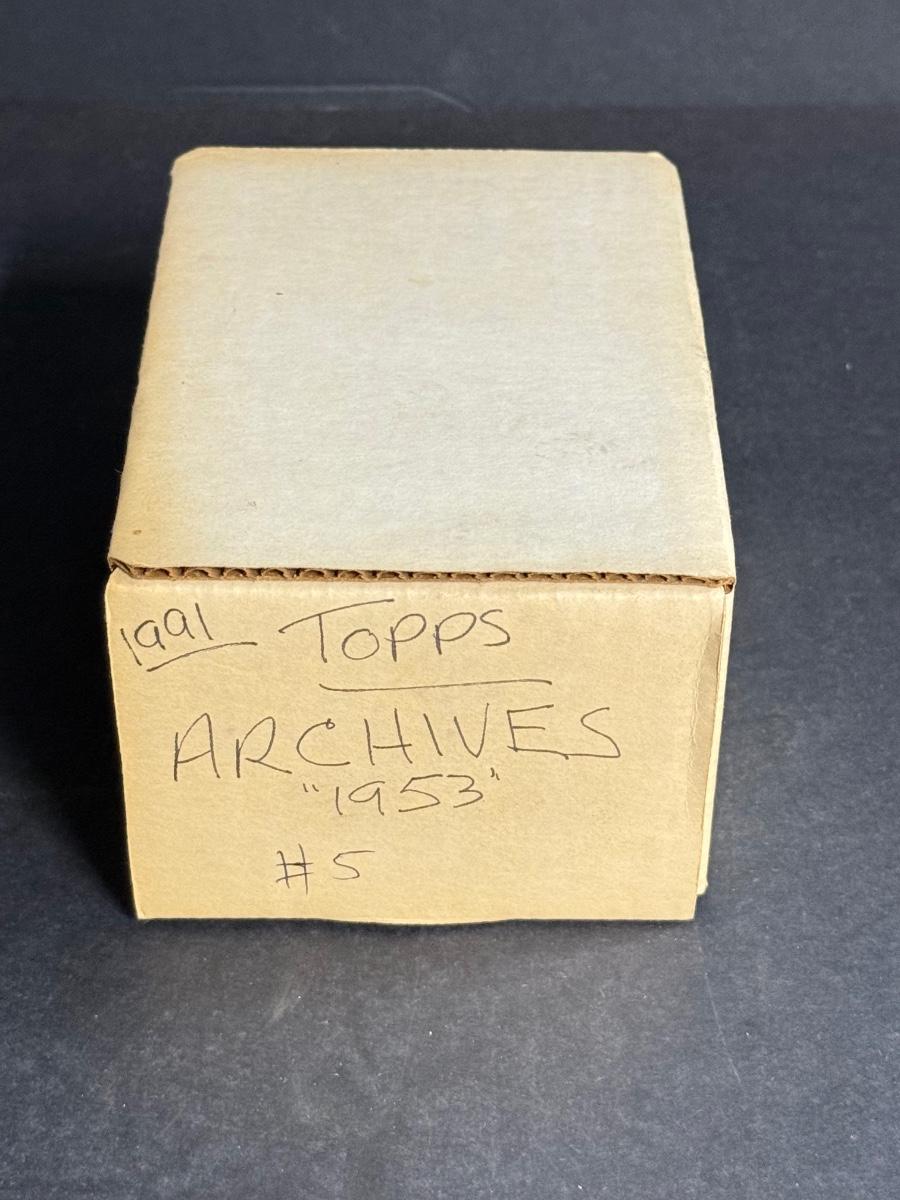 1991 TOPPS
ARCHIVES
"1953"
#5